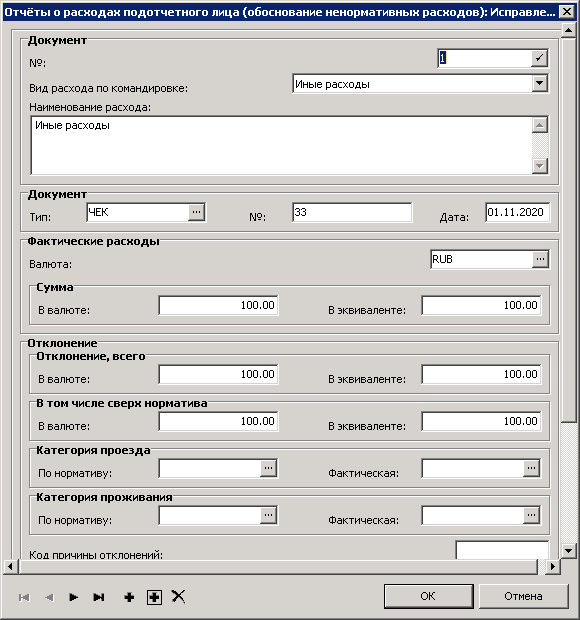 Отчёты о расходах подотчетного лица (обоснование ненормативных расходов): Исправле...
Документ
№: 1
Вид расхода по командировке: Иные расходы
Наименование расхода:
Иные расходы
Документ
Тип: ЧЕК ... №: 33 Дата: 01.11.2020
Фактические расходы
Валюта: RUB ...
Сумма
В валюте: 100.00 В эквиваленте: 100.00
Отклонение
Отклонение, всего
В валюте: 100.00 В эквиваленте: 100.00
В том числе сверх норматива
В валюте: 100.00 В эквиваленте: 100.00
Категория проезда
По нормативу: ... Фактическая: ...
Категория проживания
По нормативу: ... Фактическая: ...
Код причины отклонений:
OK Отмена